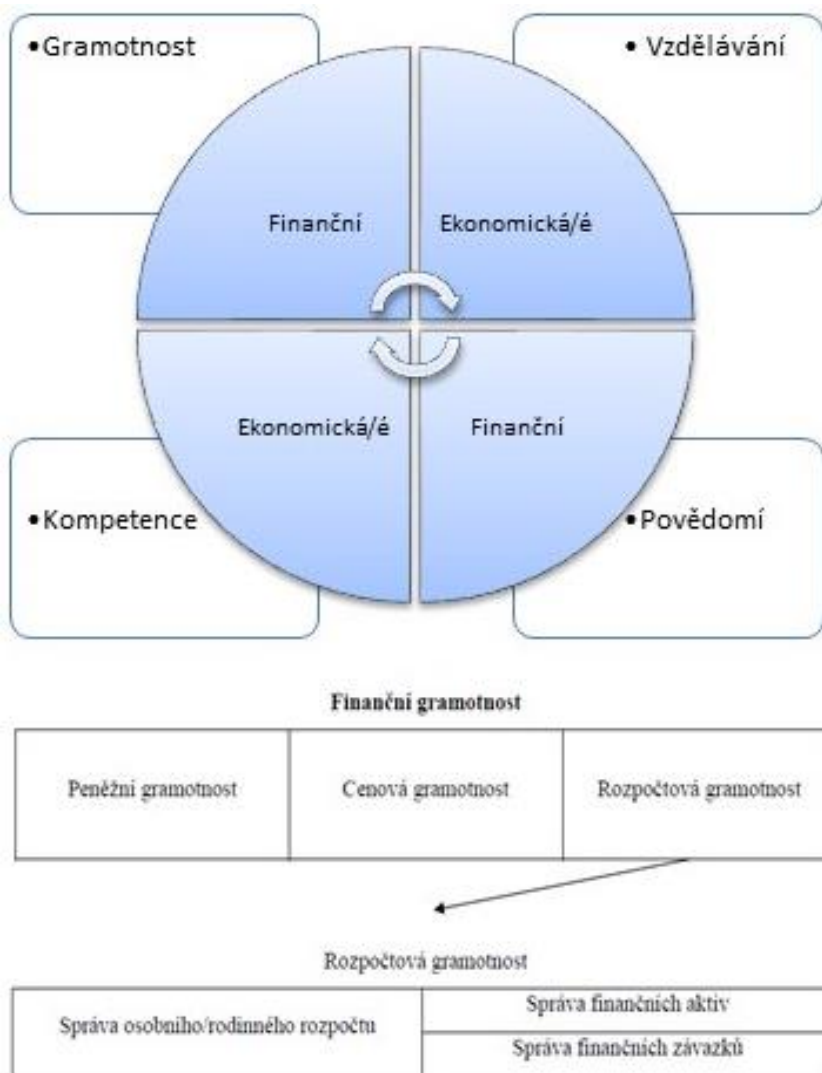 •Gramotnost
• Vzdělávání
Finanční
Ekonomická/é
Ekonomická/é
Finanční
•Kompetence
•Povědomí
Finanční gramotnost
Peněžní gramotnost
Cenová gramotnost
Rozpočtová gramotnost
Rozpočtová gramotnost
Správa osobního/rodinného rozpočtu
Správa finančních aktiv
Správa finančních závazků